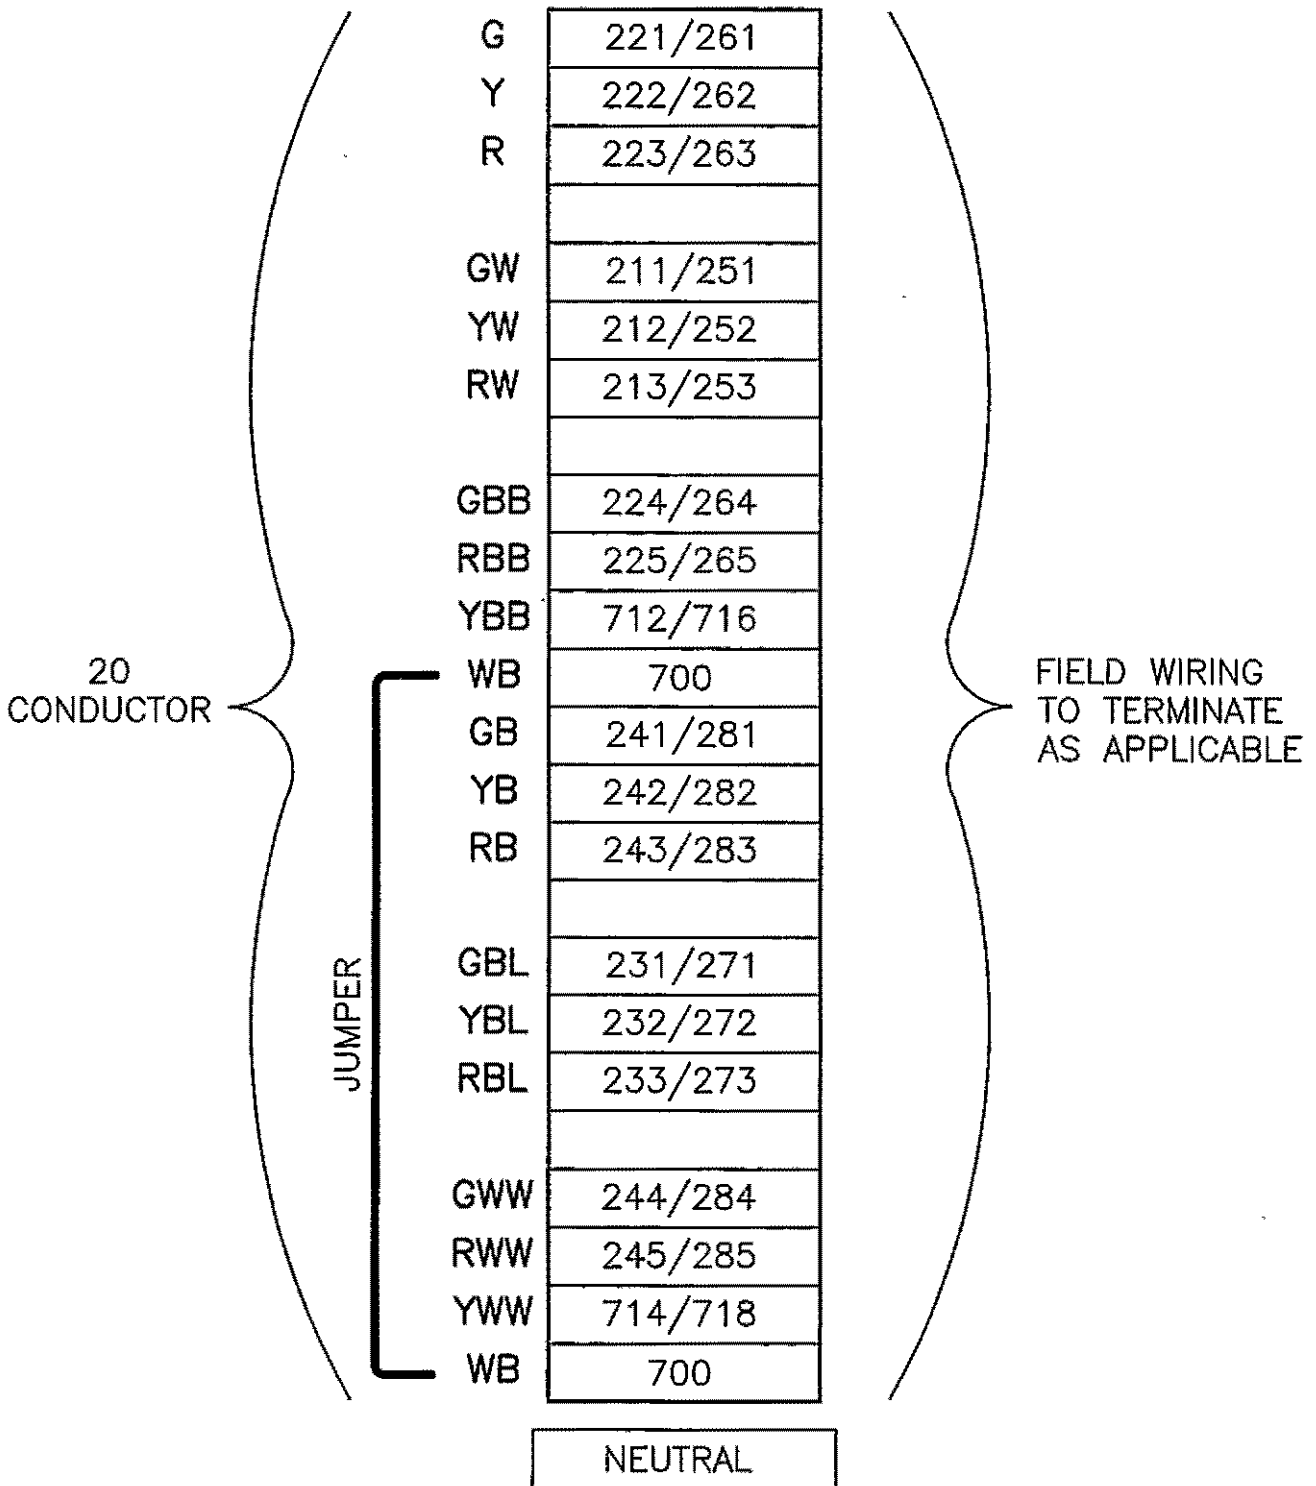 G 221/261
Y 222/262
R 223/263
GW 211/251
YW 212/252
RW 213/253
GBB 224/264
RBB 225/265
YBB 712/716
WB 700
GB 241/281
YB 242/282
RB 243/283
GBL 231/271
YBL 232/272
RBL 233/273
GWW 244/284
RWW 245/285
YWW 714/718
WB 700
NEUTRAL
20
CONDUCTOR
JUMPER
FIELD WIRING
TO TERMINATE
AS APPLICABLE